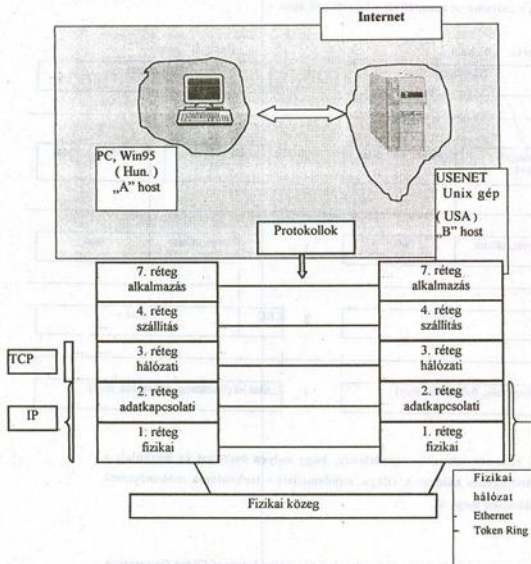 Internet
PC, Win95
( Hun. )
„A” host
USENET
Unix gép
( USA )
„B” host
Protokollok
7. réteg
alkalmazás
4. réteg
szállítás
3. réteg
hálózati
2. réteg
adatkapcsolati
1. réteg
fizikai
7. réteg
alkalmazás
4. réteg
szállítás
3. réteg
hálózati
2. réteg
adatkapcsolati
1. réteg
fizikai
TCP
IP
Fizikai közeg
Fizikai
hálózat
Ethernet
Token Ring